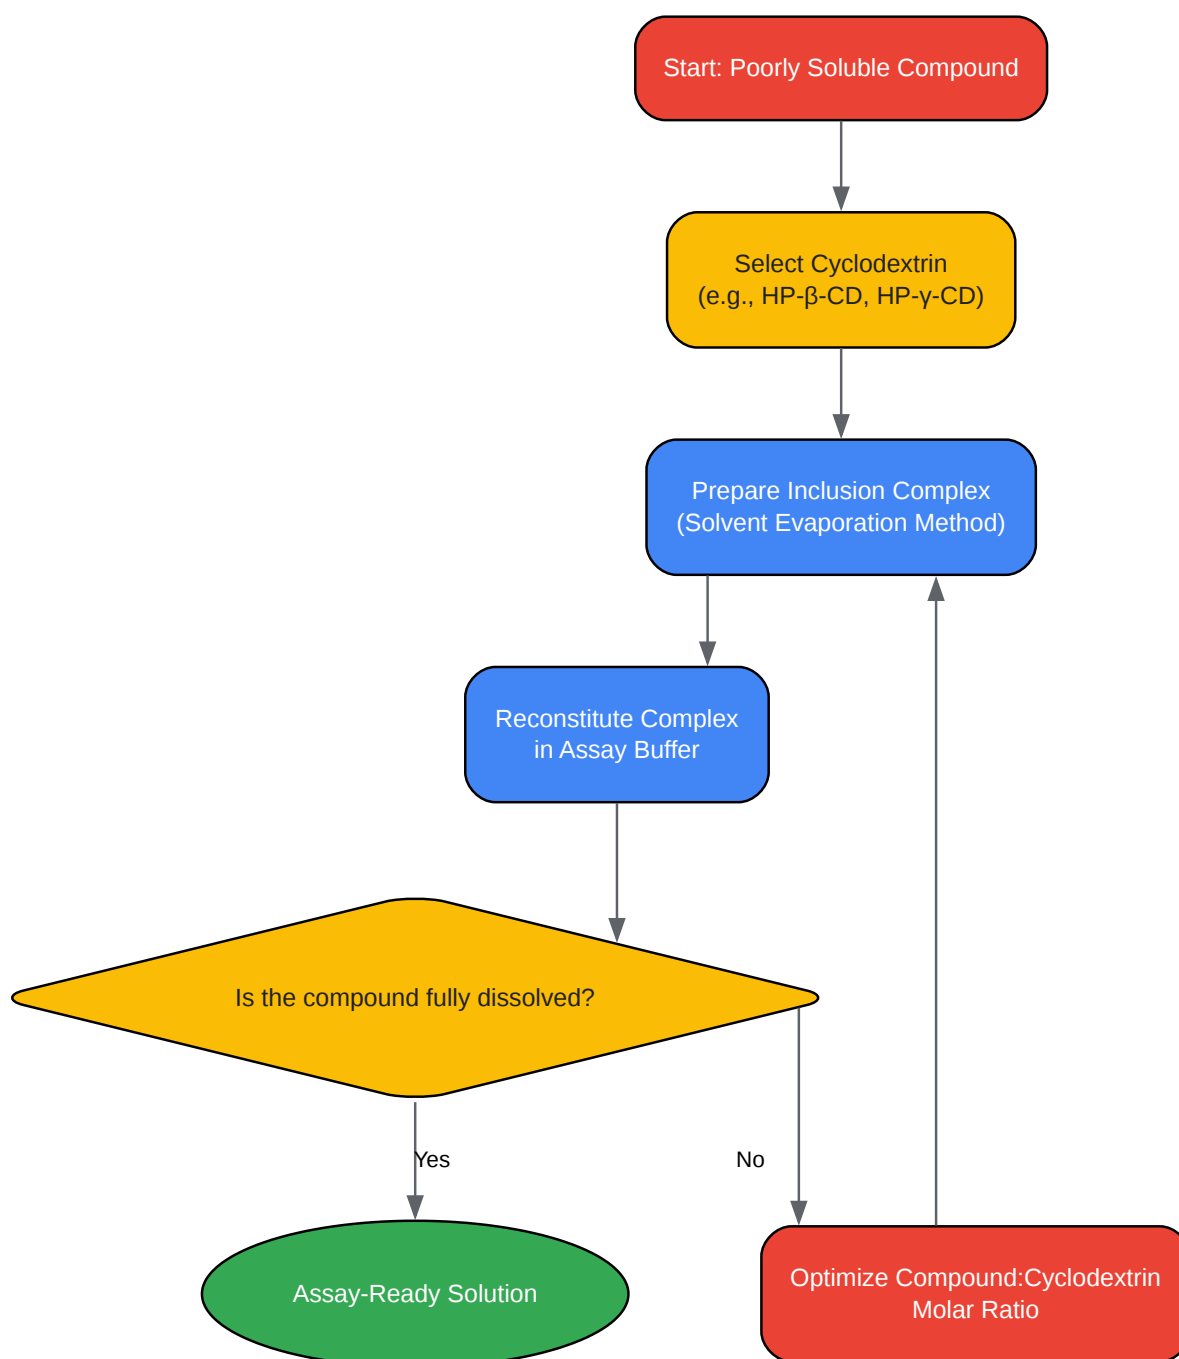 Start: Poorly Soluble Compound
Select Cyclodextrin
(e.g., HP-β-CD, HP-γ-CD)
Prepare Inclusion Complex
(Solvent Evaporation Method)
Reconstitute Complex
in Assay Buffer
Is the compound fully dissolved?
Yes
No
Assay-Ready Solution
Optimize Compound:Cyclodextrin
Molar Ratio